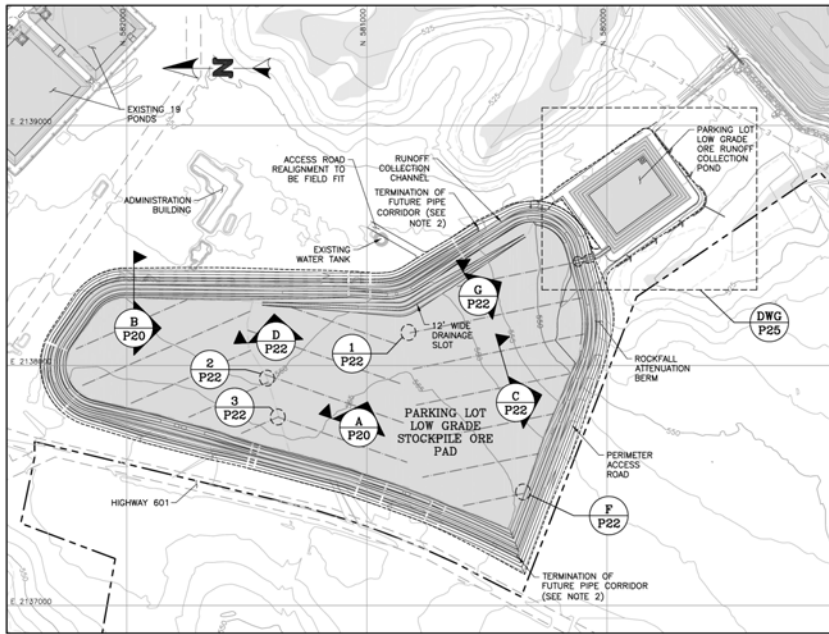 N 582000
N 581000
N 580000
N
E 2139000
EXISTING 19
PONDS
PARKING LOT
LOW GRADE
ORE RUNOFF
COLLECTION
POND
ACCESS ROAD
REALIGNMENT TO
BE FIELD FIT
RUNOFF
COLLECTION
CHANNEL
TERMINATION OF
FUTURE PIPE
CORRIDOR (SEE
NOTE 2)
ADMINISTRATION
BUILDING
EXISTING
WATER TANK
G
P22
B
P20
D
P22
1
P22
12' WIDE
DRAINAGE
SLOT
DWG
P25
E 2138000
2
P22
ROCKFALL
ATTENUATION
BERM
3
P22
A
P20
C
P22
PARKING LOT
LOW GRADE
STOCKPILE ORE
PAD
PERIMETER
ACCESS
ROAD
HIGHWAY 601
F
P22
TERMINATION OF
FUTURE PIPE CORRIDOR
(SEE NOTE 2)
E 2137000
525
525
550
550